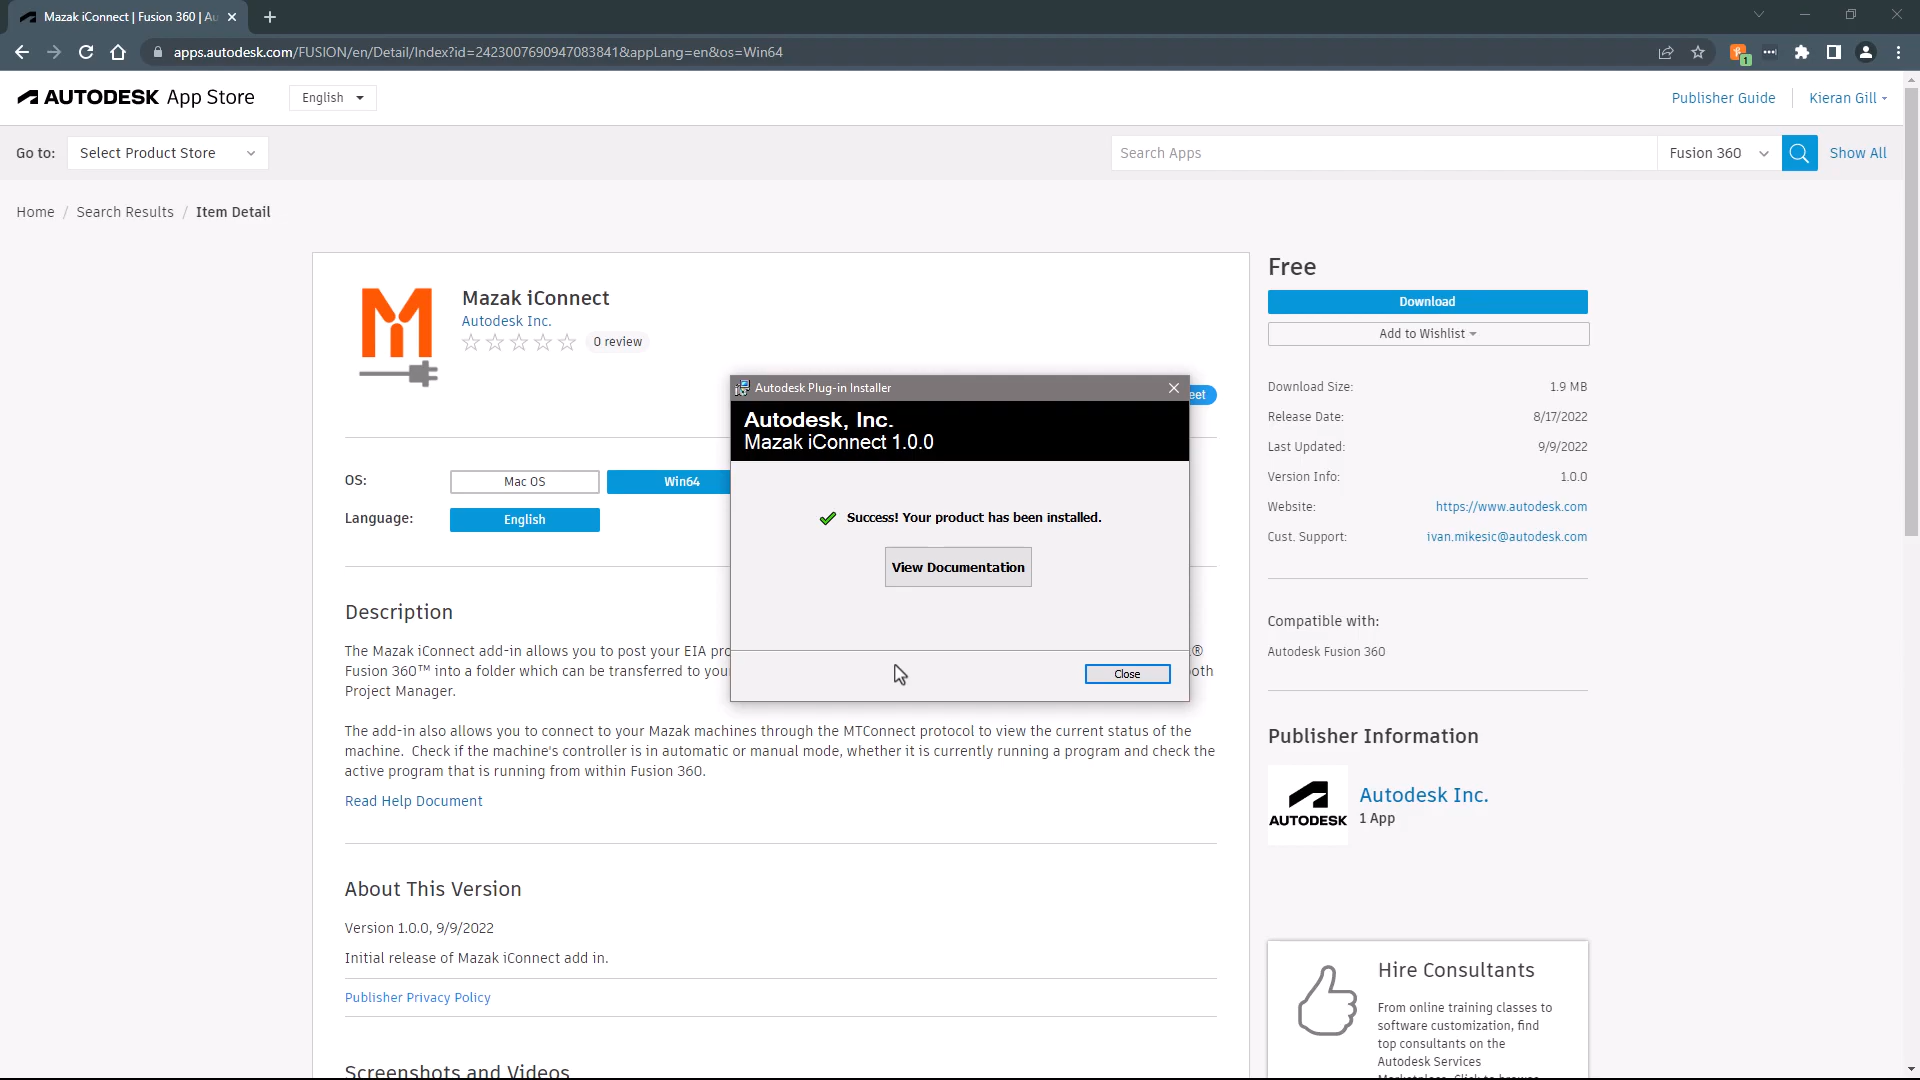 Mazak iConnect | Fusion 360 | Au
apps.autodesk.com/FUSION/en/Detail/Index?id=2423007690947083841&appLang=en&os=Win64
1
AUTODESK App Store
English
Publisher Guide
Kieran Gill
Go to:
Select Product Store
Search Apps
Fusion 360
Show All
Home / Search Results / Item Detail
Mazak iConnect
Autodesk Inc.
0 review
Free
Download
Add to Wishlist
Download Size: 1.9 MB
Release Date: 8/17/2022
Last Updated: 9/9/2022
Version Info: 1.0.0
Website: https://www.autodesk.com
Cust. Support: ivan.mikesic@autodesk.com
Compatible with:
Autodesk Fusion 360
Publisher Information
AUTODESK
Autodesk Inc.
1 App
Hire Consultants
From online training classes to
software customization, find
top consultants on the
Autodesk Services
eet
OS:
Mac OS
Win64
Language:
English
Autodesk Plug-in Installer
Autodesk, Inc.
Mazak iConnect 1.0.0
Success! Your product has been installed.
View Documentation
Close
Description
The Mazak iConnect add-in allows you to post your EIA pro ®
Fusion 360™ into a folder which can be transferred to you oth
Project Manager.
The add-in also allows you to connect to your Mazak machines through the MTConnect protocol to view the current status of the
machine. Check if the machine's controller is in automatic or manual mode, whether it is currently running a program and check the
active program that is running from within Fusion 360.
Read Help Document
About This Version
Version 1.0.0, 9/9/2022
Initial release of Mazak iConnect add in.
Publisher Privacy Policy
Screenshots and Videos